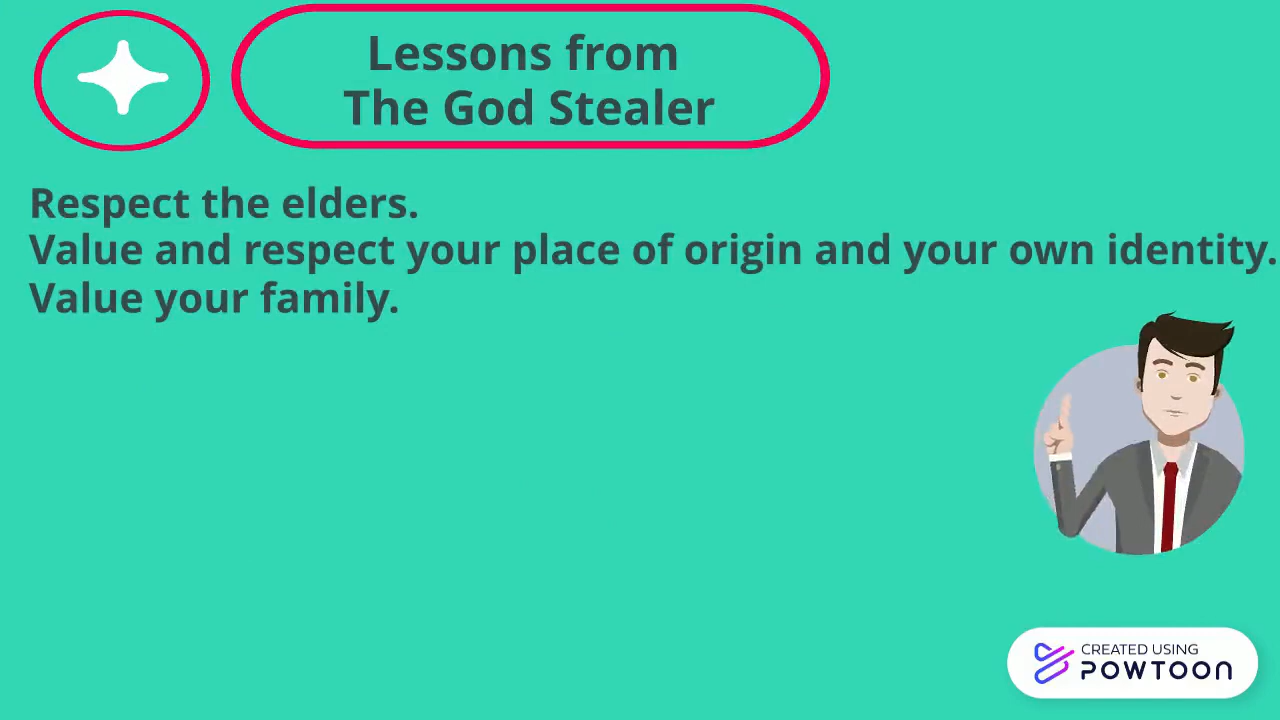 Lessons from
The God Stealer
Respect the elders.
Value and respect your place of origin and your own identity.
Value your family.
CREATED USING
POWTOON